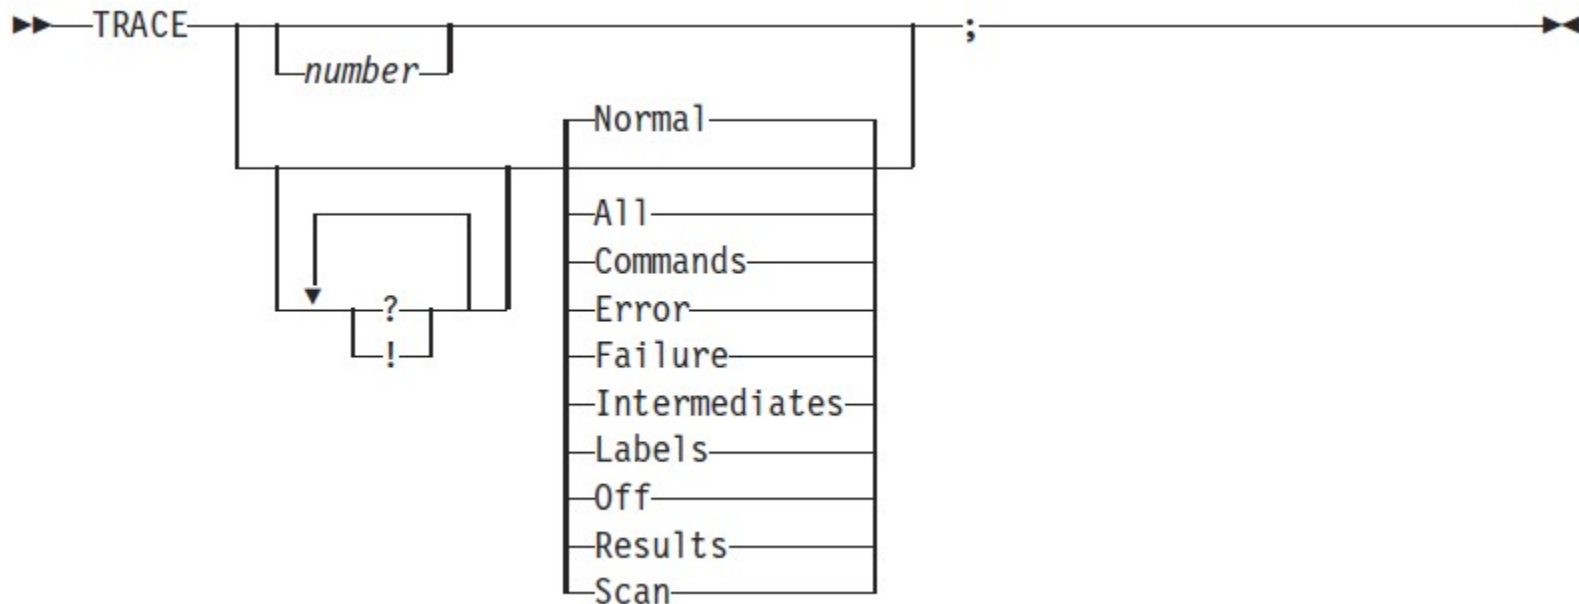 TRACE ;
number
Normal
All
Commands
?
Error
!
Failure
Intermediates
Labels
Off
Results
Scan